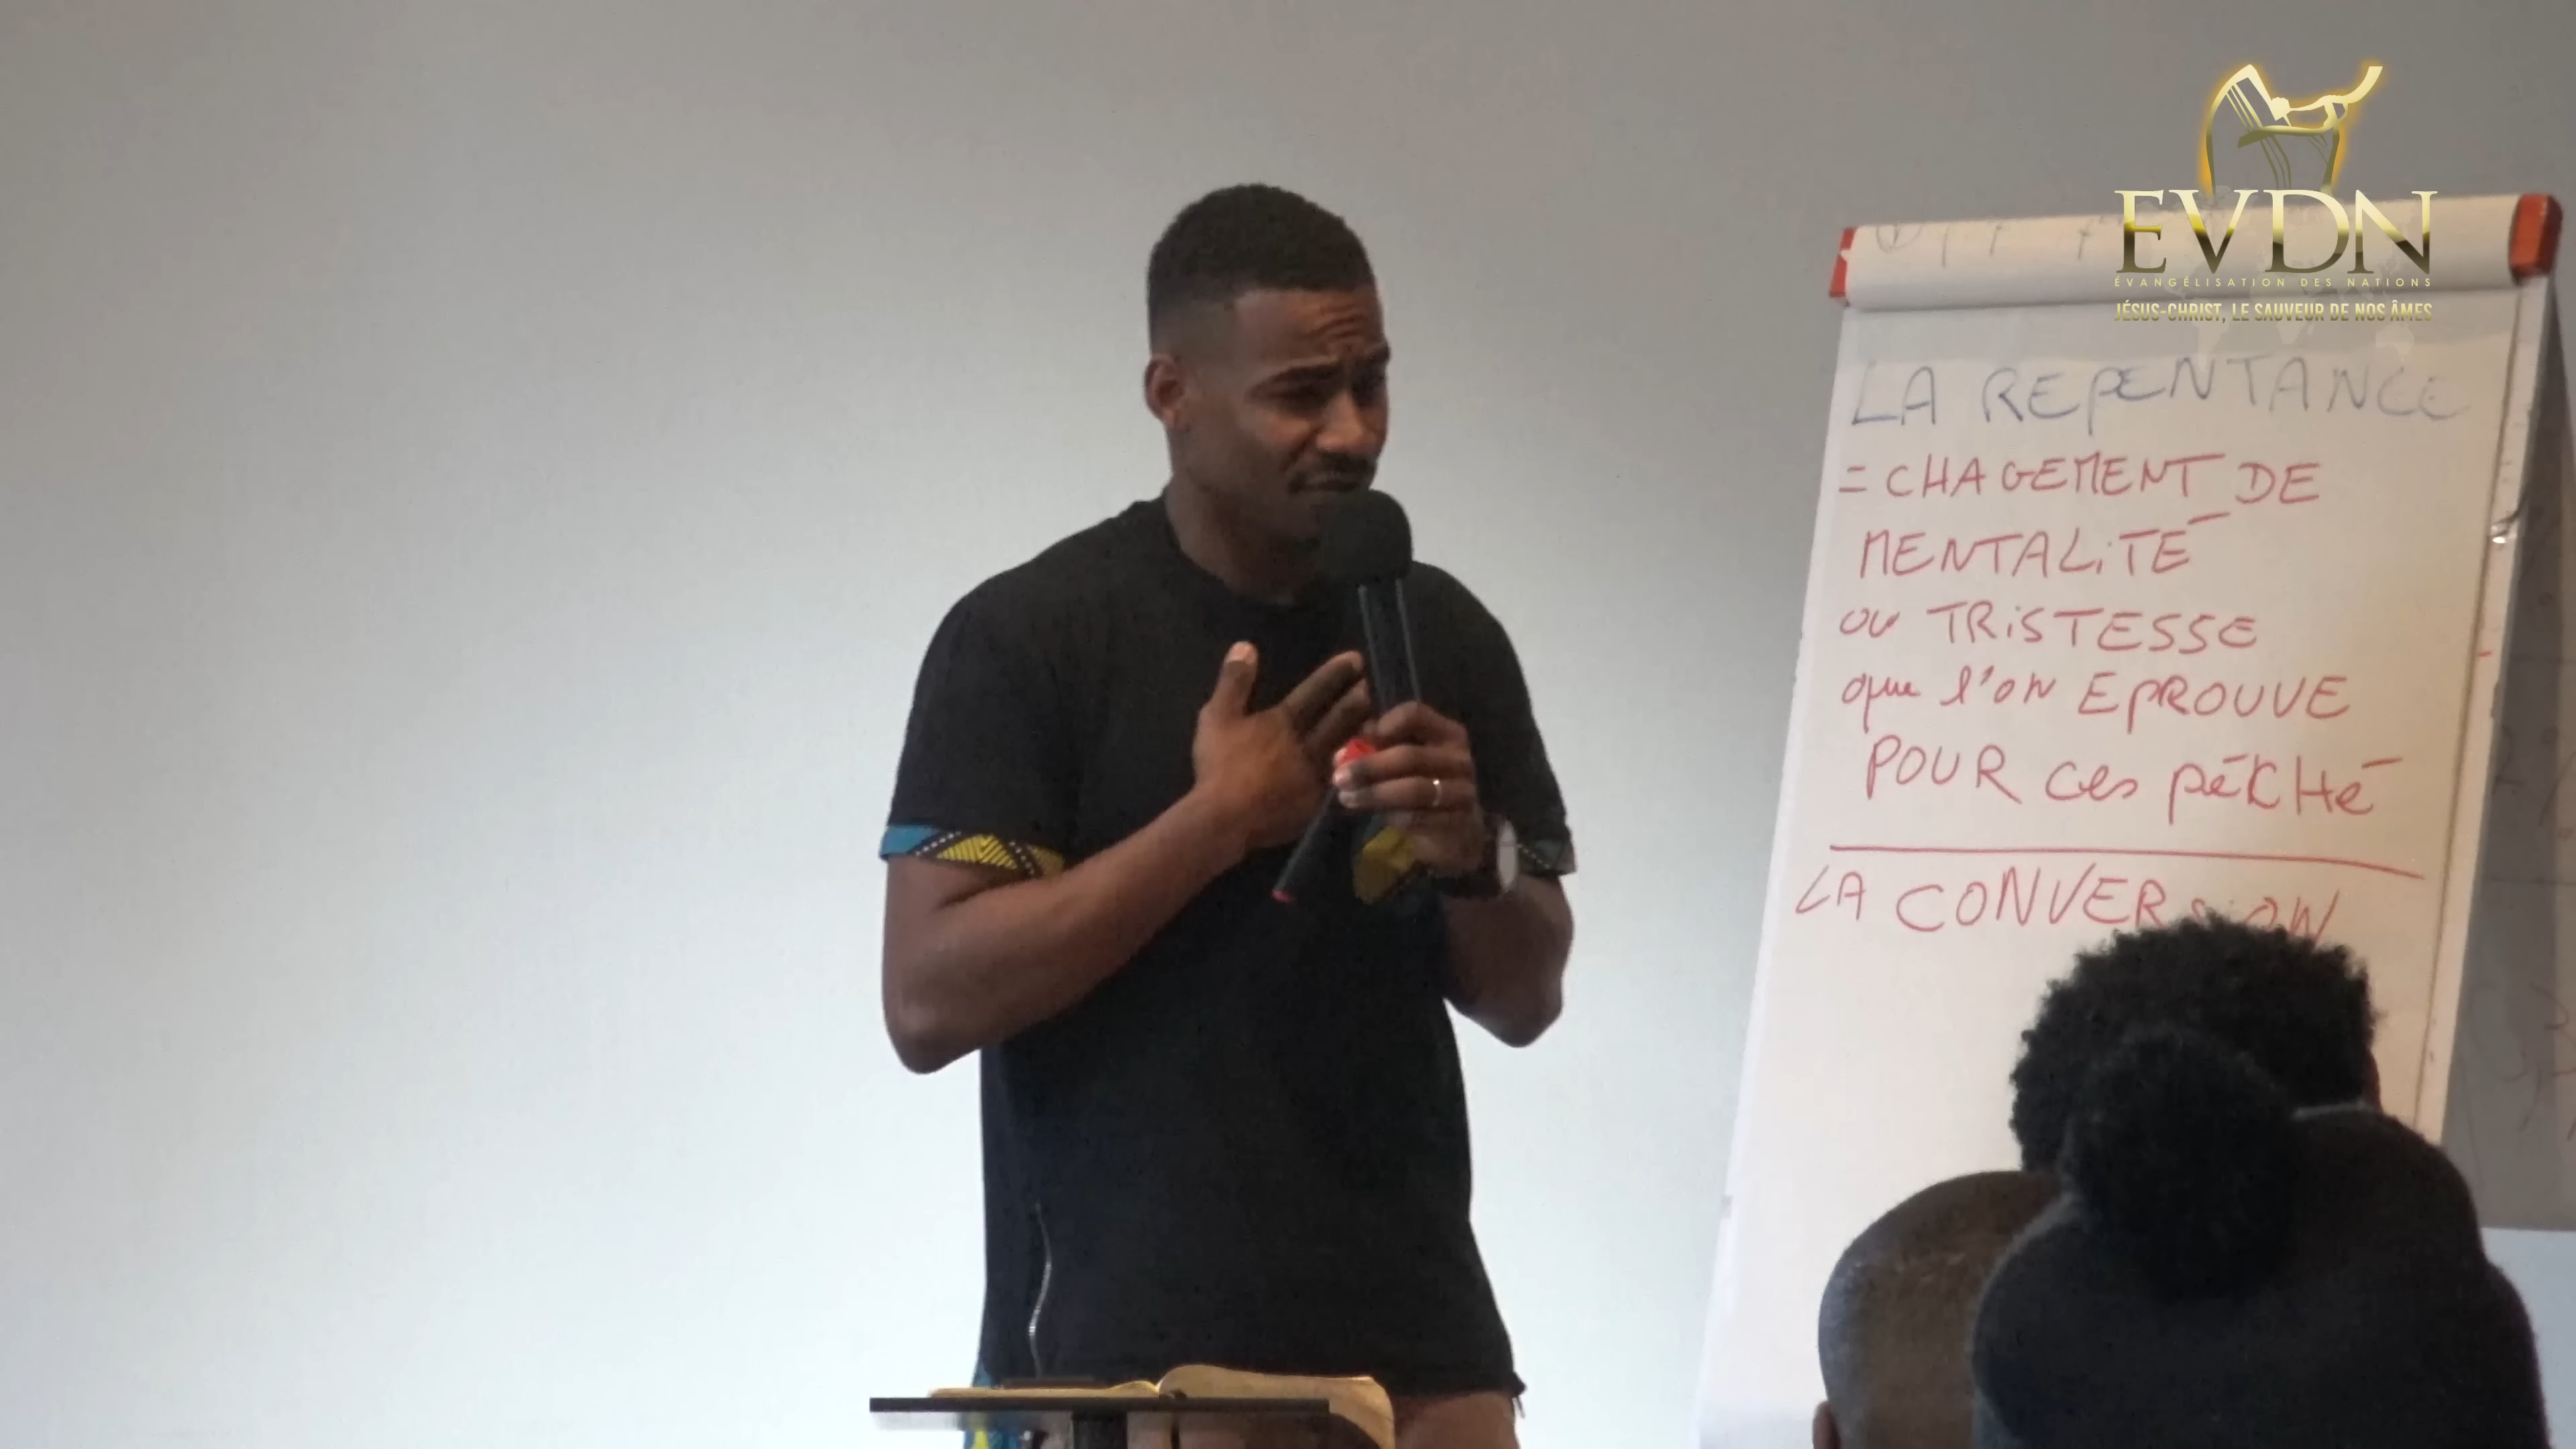 EVDN
ÉVANGÉLISATION DES NATIONS
JÉSUS-CHRIST, LE SAUVEUR DE NOS ÂMES
LA REPENTANCE
= CHAGEMENT DE
MENTALiTÉ
ou TRiSTESSE
que l'on EPROUVE
POUR ces péKHé
LA CONVERSiON